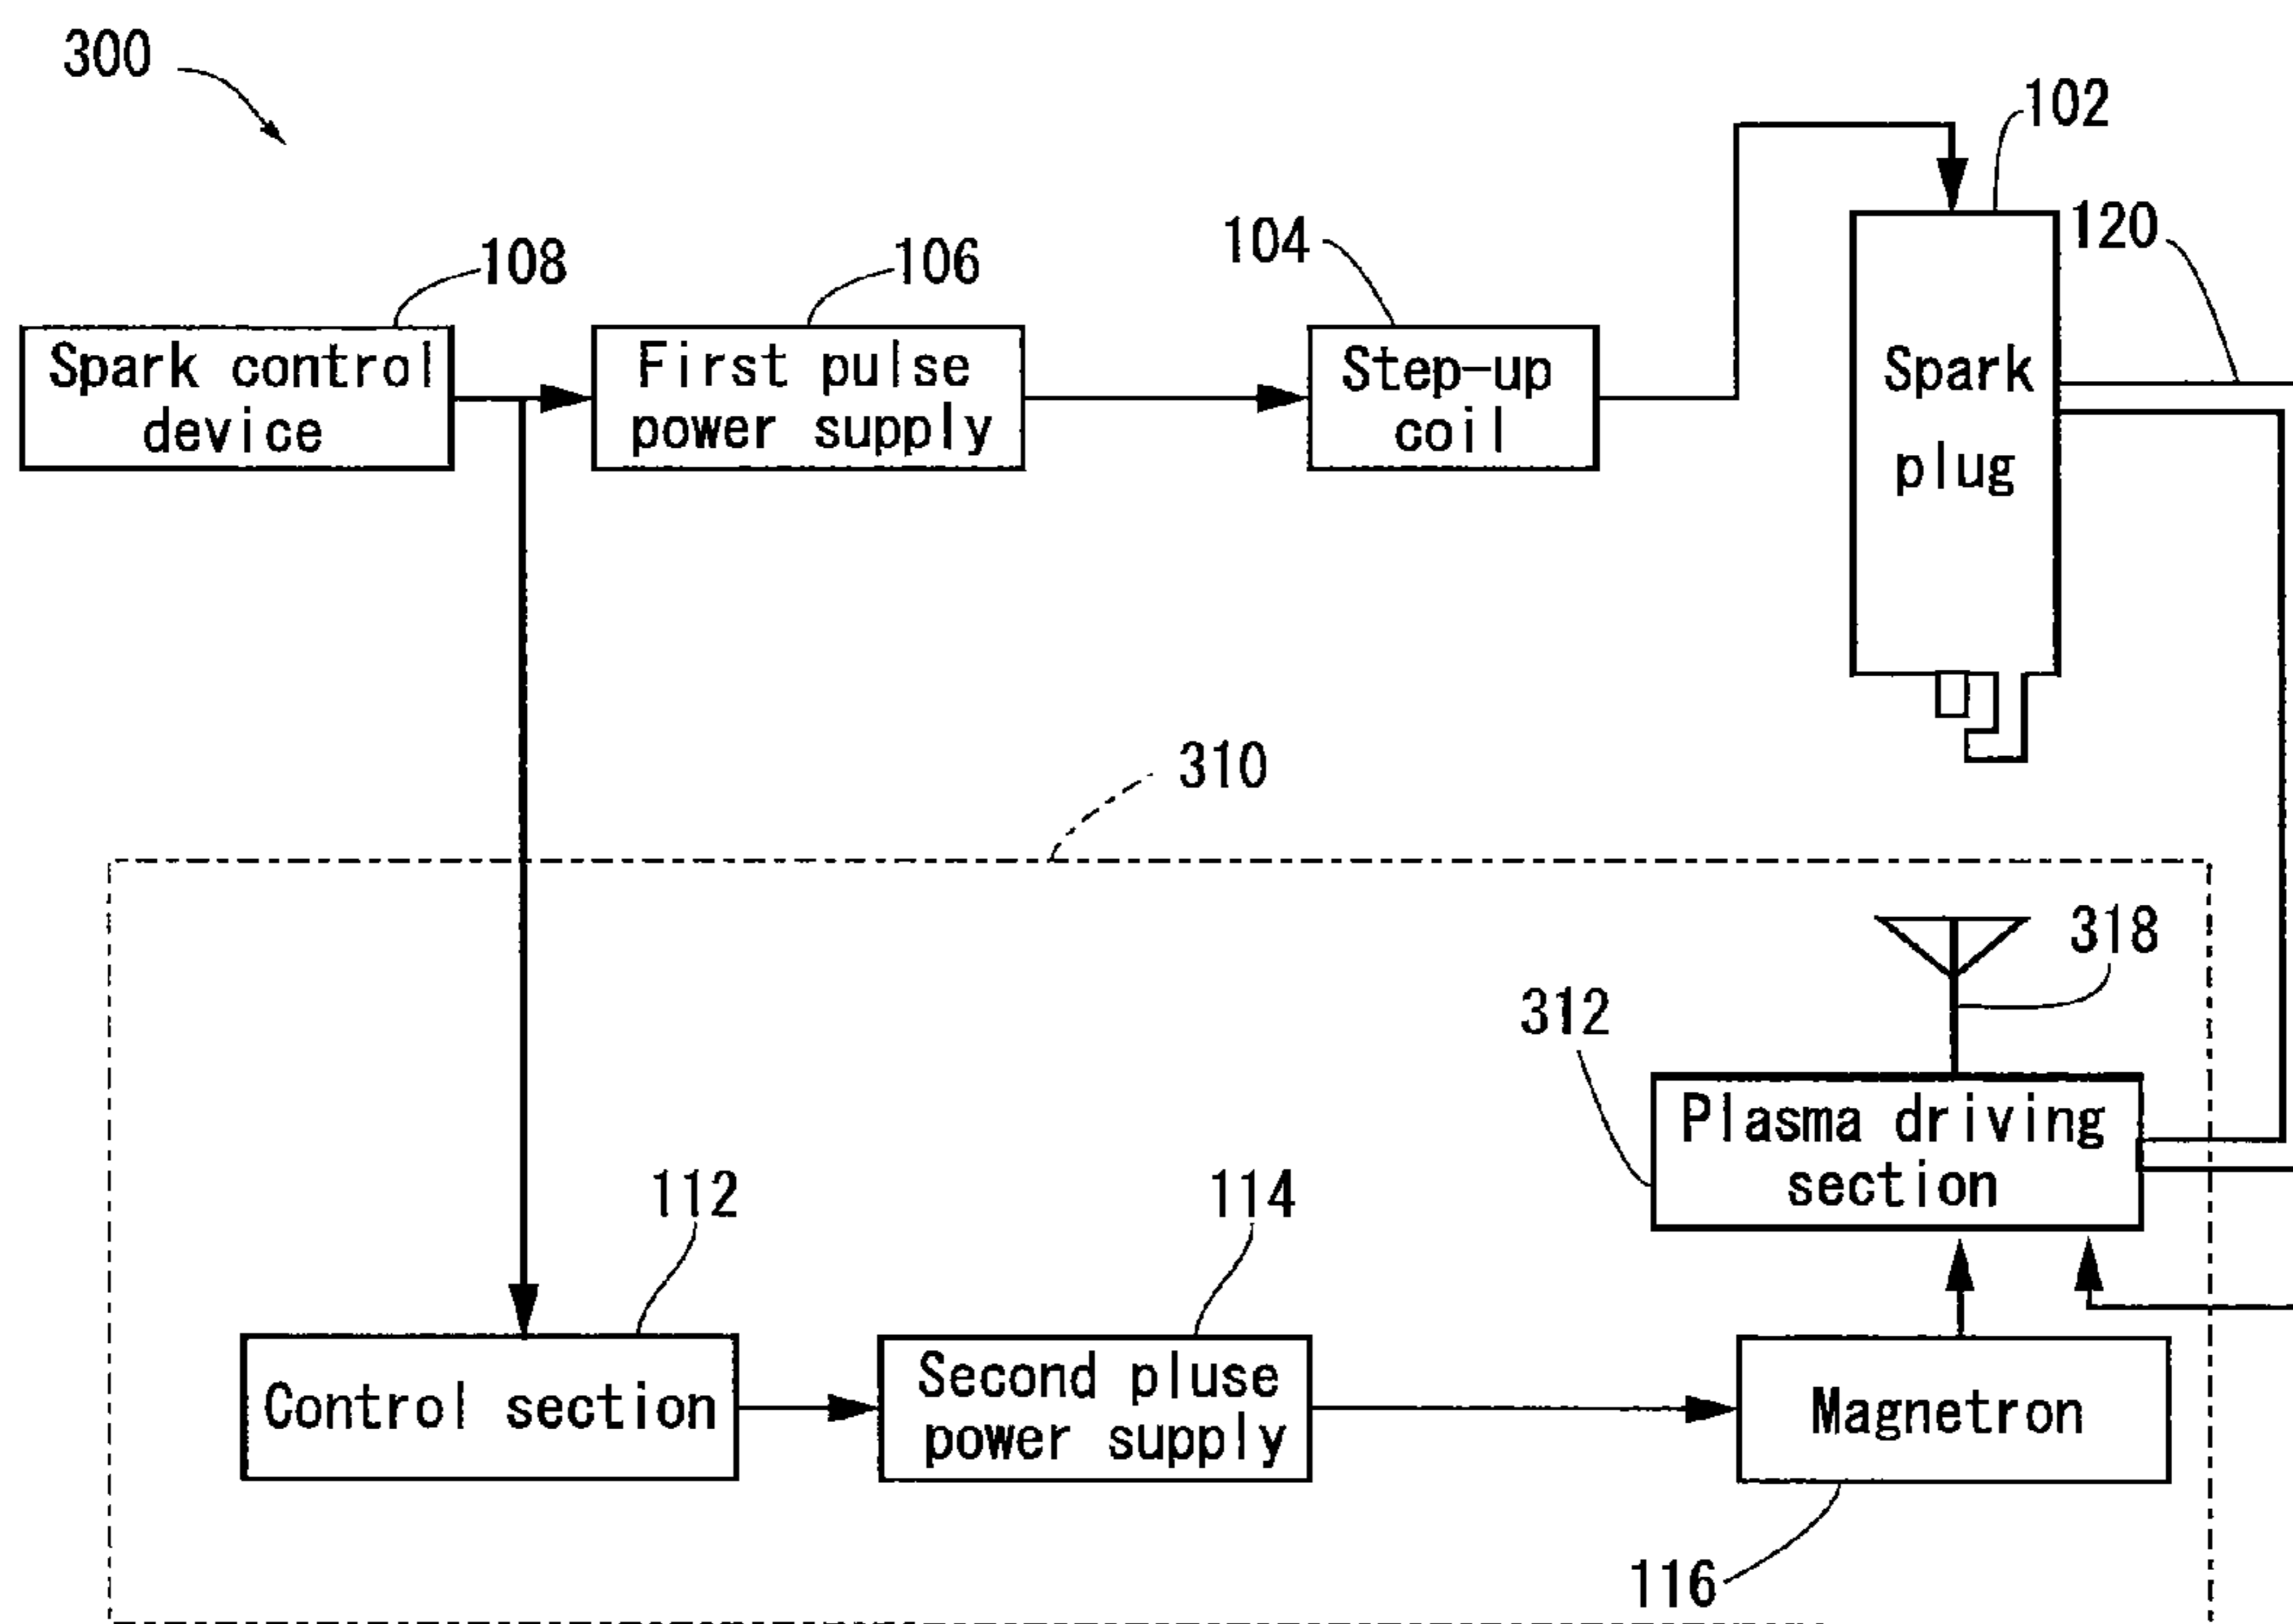 300
102
120
108
106
104
Spark control
device
First pulse
power supply
Step-up
coil
Spark
plug
310
318
312
Plasma driving
section
112
114
Control section
Second pluse
power supply
Magnetron
116